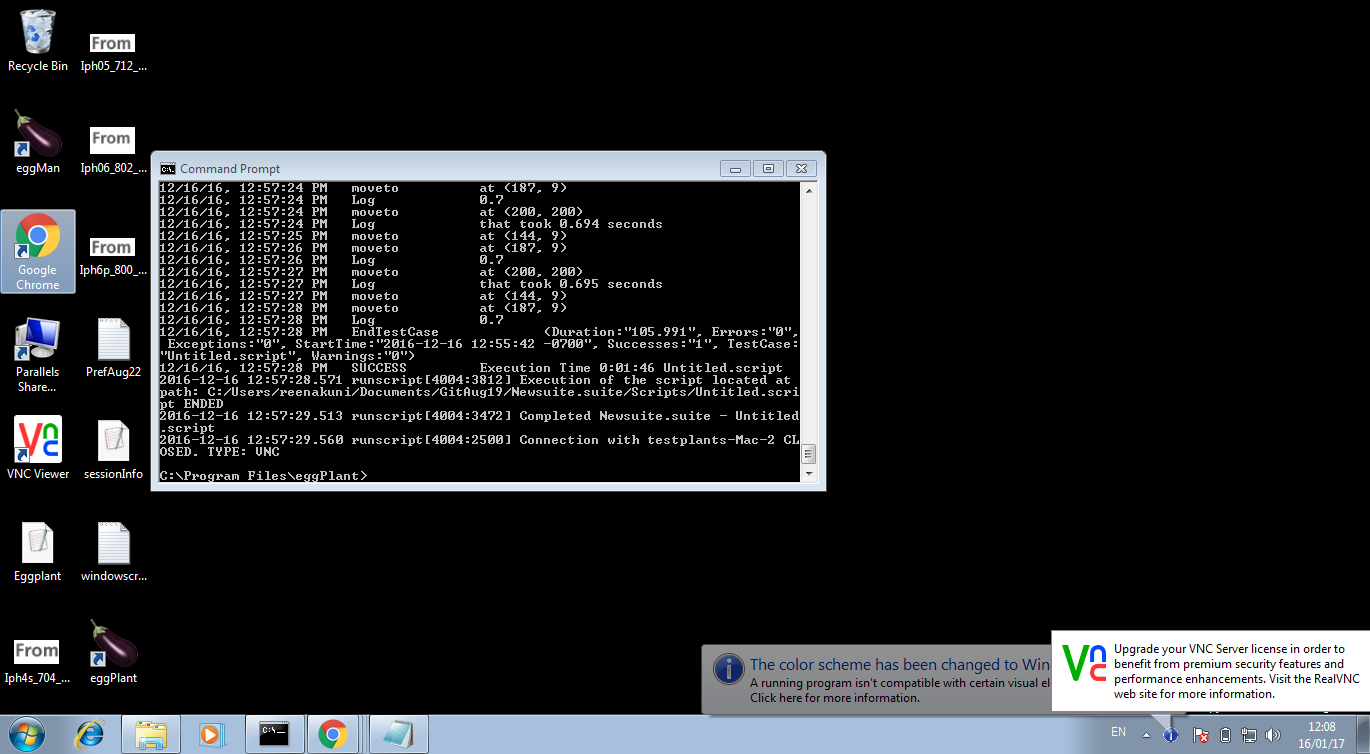 Recycle Bin
From
Iph05_712_...
eggMan
From
Iph06_802_...
Google
Chrome
From
Iph6p_800_...
Parallels
Share...
PrefAug22
VNC Viewer
sessionInfo
Eggplant
windowscr...
From
Iph4s_704_...
eggPlant
Command Prompt
12/16/16, 12:57:24 PM moveto at (187, 9)
12/16/16, 12:57:24 PM Log 0.7
12/16/16, 12:57:24 PM moveto at (200, 200)
12/16/16, 12:57:24 PM Log that took 0.694 seconds
12/16/16, 12:57:25 PM moveto at (144, 9)
12/16/16, 12:57:26 PM moveto at (187, 9)
12/16/16, 12:57:26 PM Log 0.7
12/16/16, 12:57:27 PM moveto at (200, 200)
12/16/16, 12:57:27 PM Log that took 0.695 seconds
12/16/16, 12:57:27 PM moveto at (144, 9)
12/16/16, 12:57:28 PM moveto at (187, 9)
12/16/16, 12:57:28 PM Log 0.7
12/16/16, 12:57:28 PM EndTestCase (Duration:"105.991", Errors:"0",
Exceptions:"0", StartTime:"2016-12-16 12:55:42 -0700", Successes:"1", TestCase:
"Untitled.script", Warnings:"0")
12/16/16, 12:57:28 PM SUCCESS Execution Time 0:01:46 Untitled.script
2016-12-16 12:57:28.571 runscript[4004:3812] Execution of the script located at
path: C:/Users/reenakuni/Documents/GitAug19/Newsuite.suite/Scripts/Untitled.scri
pt ENDED
2016-12-16 12:57:29.513 runscript[4004:3472] Completed Newsuite.suite - Untitled
.script
2016-12-16 12:57:29.560 runscript[4004:2500] Connection with testplants-Mac-2 CL
OSED. TYPE: VNC
C:\Program Files\eggPlant>
The color scheme has been changed to Win
A running program isn't compatible with certain visual el
Click here for more information.
Upgrade your VNC Server license in order to
benefit from premium security features and
performance enhancements. Visit the RealVNC
web site for more information.
EN
12:08
16/01/17